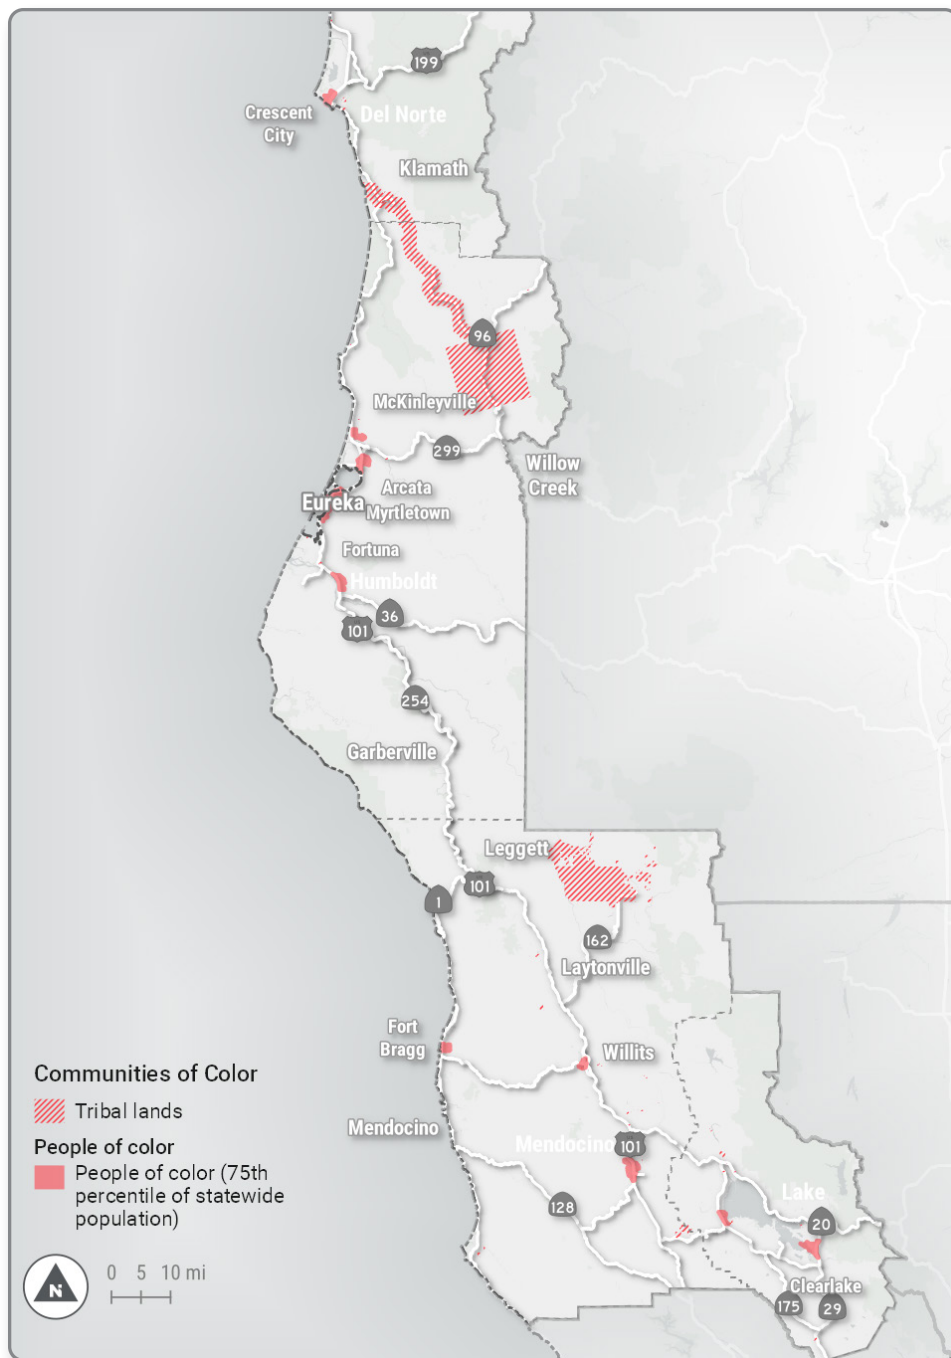 199
Crescent
City
Del Norte
Klamath
96
McKinleyville
299
Willow
Creek
Arcata
Eureka
Myrtletown
Fortuna
Humboldt
36
101
254
Garberville
Leggett
101
1
162
Laytonville
Fort
Bragg
Willits
Communities of Color
Tribal lands
People of color
People of color (75th
percentile of statewide
population)
Mendocino
Mendocino
101
128
Lake
20
Clearlake
175
29
N
0 5 10 mi